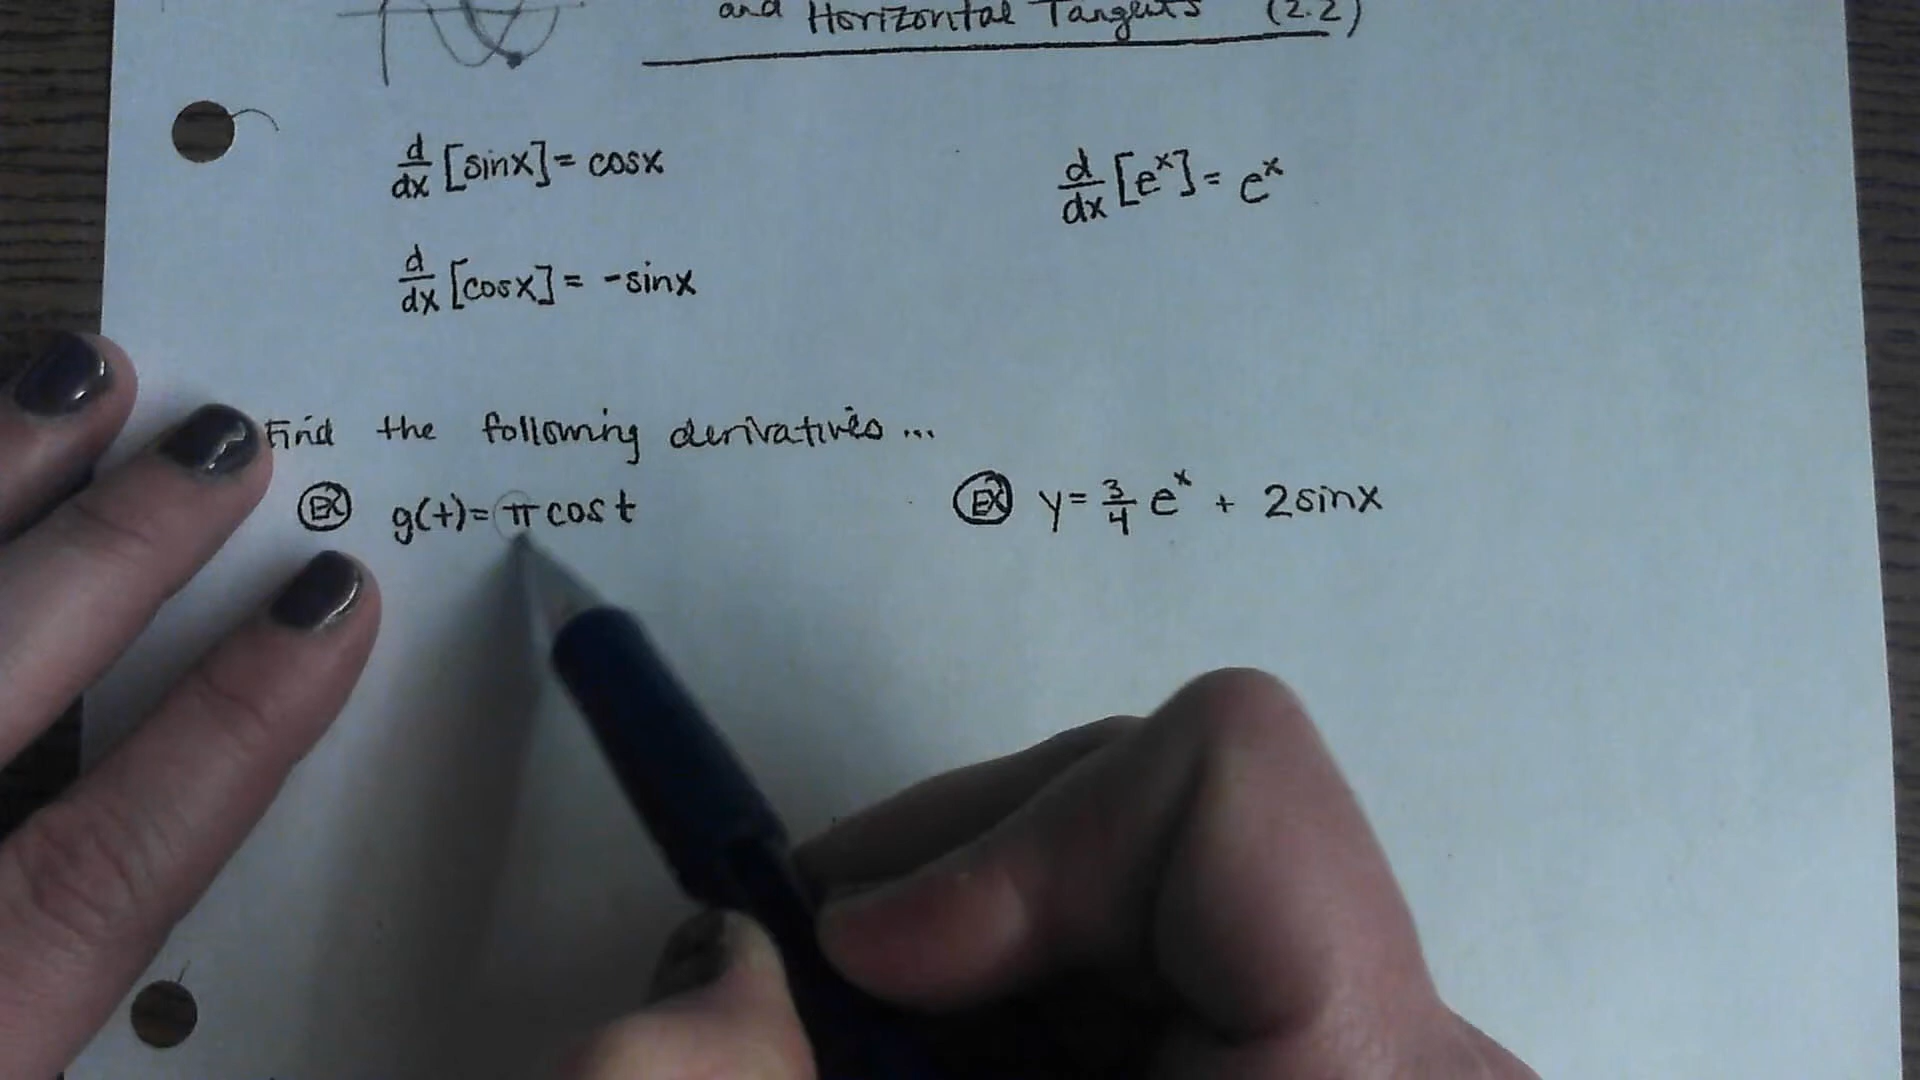 and Horizontal Tangents (2.2)
d/dx [sinx] = cosx
d/dx [e^x] = e^x
d/dx [cosx] = -sinx
Find the following derivatives...
EX g(t) = π cos t
EX y = 3/4 e^x + 2sinx